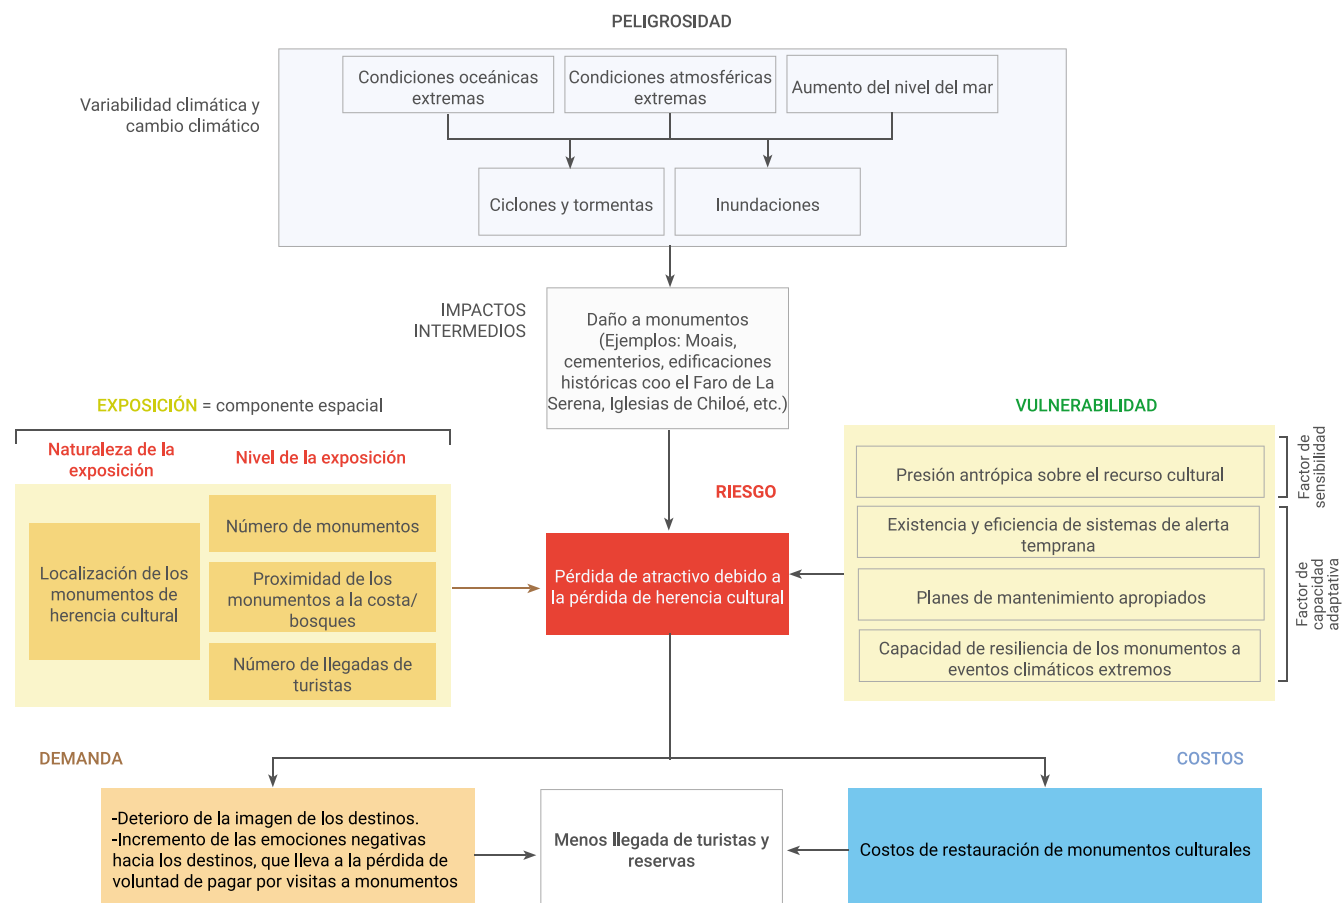 PELIGROSIDAD
Variabilidad climática y
cambio climático
Condiciones oceánicas
extremas
Condiciones atmosféricas
extremas
Aumento del nivel del mar
Ciclones y tormentas
Inundaciones
IMPACTOS
INTERMEDIOS
Daño a monumentos
(Ejemplos: Moais,
cementerios, edificaciones
históricas coo el Faro de La
Serena, Iglesias de Chiloé, etc.)
EXPOSICIÓN = componente espacial
Naturaleza de la
exposición
Nivel de la exposición
Localización de los
monumentos de
herencia cultural
Número de monumentos
Proximidad de los
monumentos a la costa/
bosques
Número de llegadas de
turistas
RIESGO
Pérdida de atractivo debido a
la pérdida de herencia cultural
VULNERABILIDAD
Presión antrópica sobre el recurso cultural
Existencia y eficiencia de sistemas de alerta
temprana
Planes de mantenimiento apropiados
Capacidad de resiliencia de los monumentos a
eventos climáticos extremos
Factor de
sensibilidad
Factor de
capacidad
adaptativa
DEMANDA
-Deterioro de la imagen de los destinos.
-Incremento de las emociones negativas
hacia los destinos, que lleva a la pérdida de
voluntad de pagar por visitas a monumentos
Menos llegada de turistas y
reservas
COSTOS
Costos de restauración de monumentos culturales